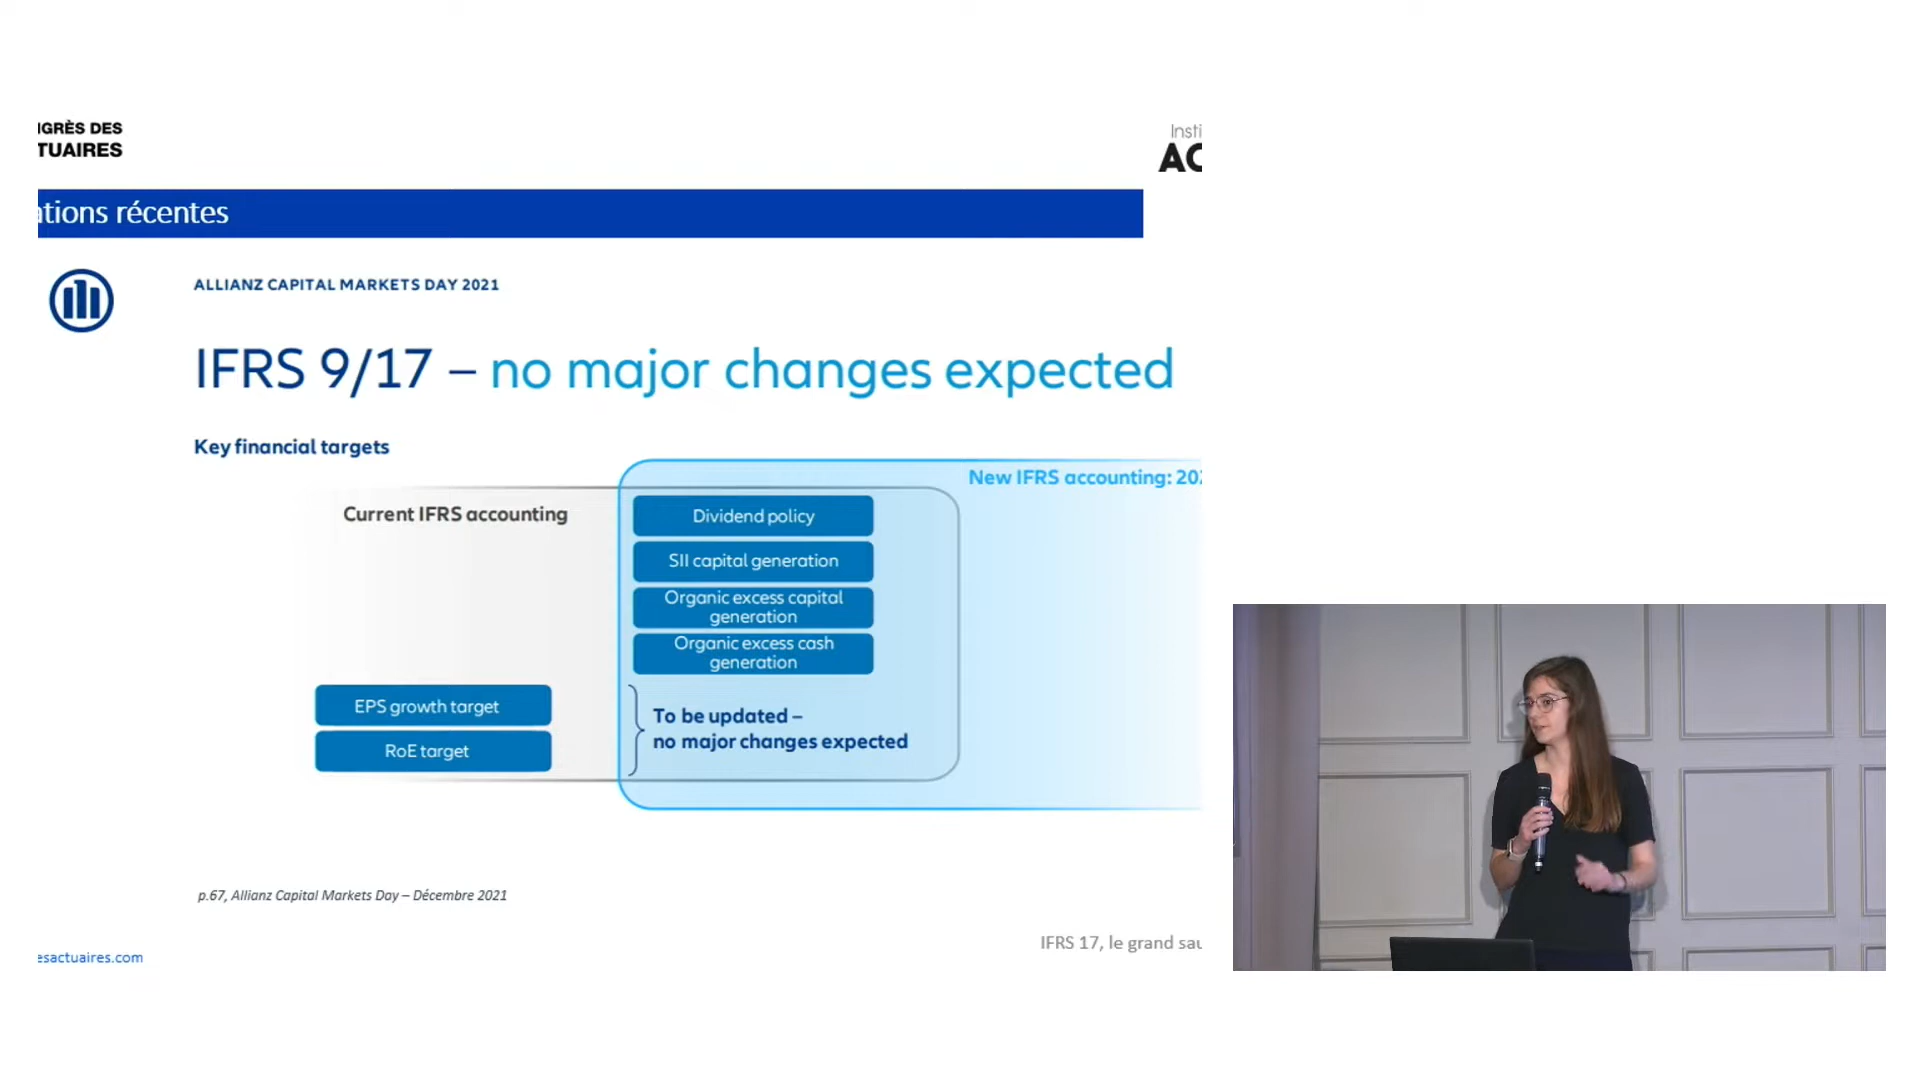 IGRÈS DES
TUAIRES
Insti
AC
ations récentes
ALLIANZ CAPITAL MARKETS DAY 2021
IFRS 9/17 – no major changes expected
Key financial targets
New IFRS accounting: 202
Current IFRS accounting
Dividend policy
SII capital generation
Organic excess capital
generation
Organic excess cash
generation
EPS growth target
RoE target
To be updated –
no major changes expected
p.67, Allianz Capital Markets Day – Décembre 2021
IFRS 17, le grand sau
esactuaires.com